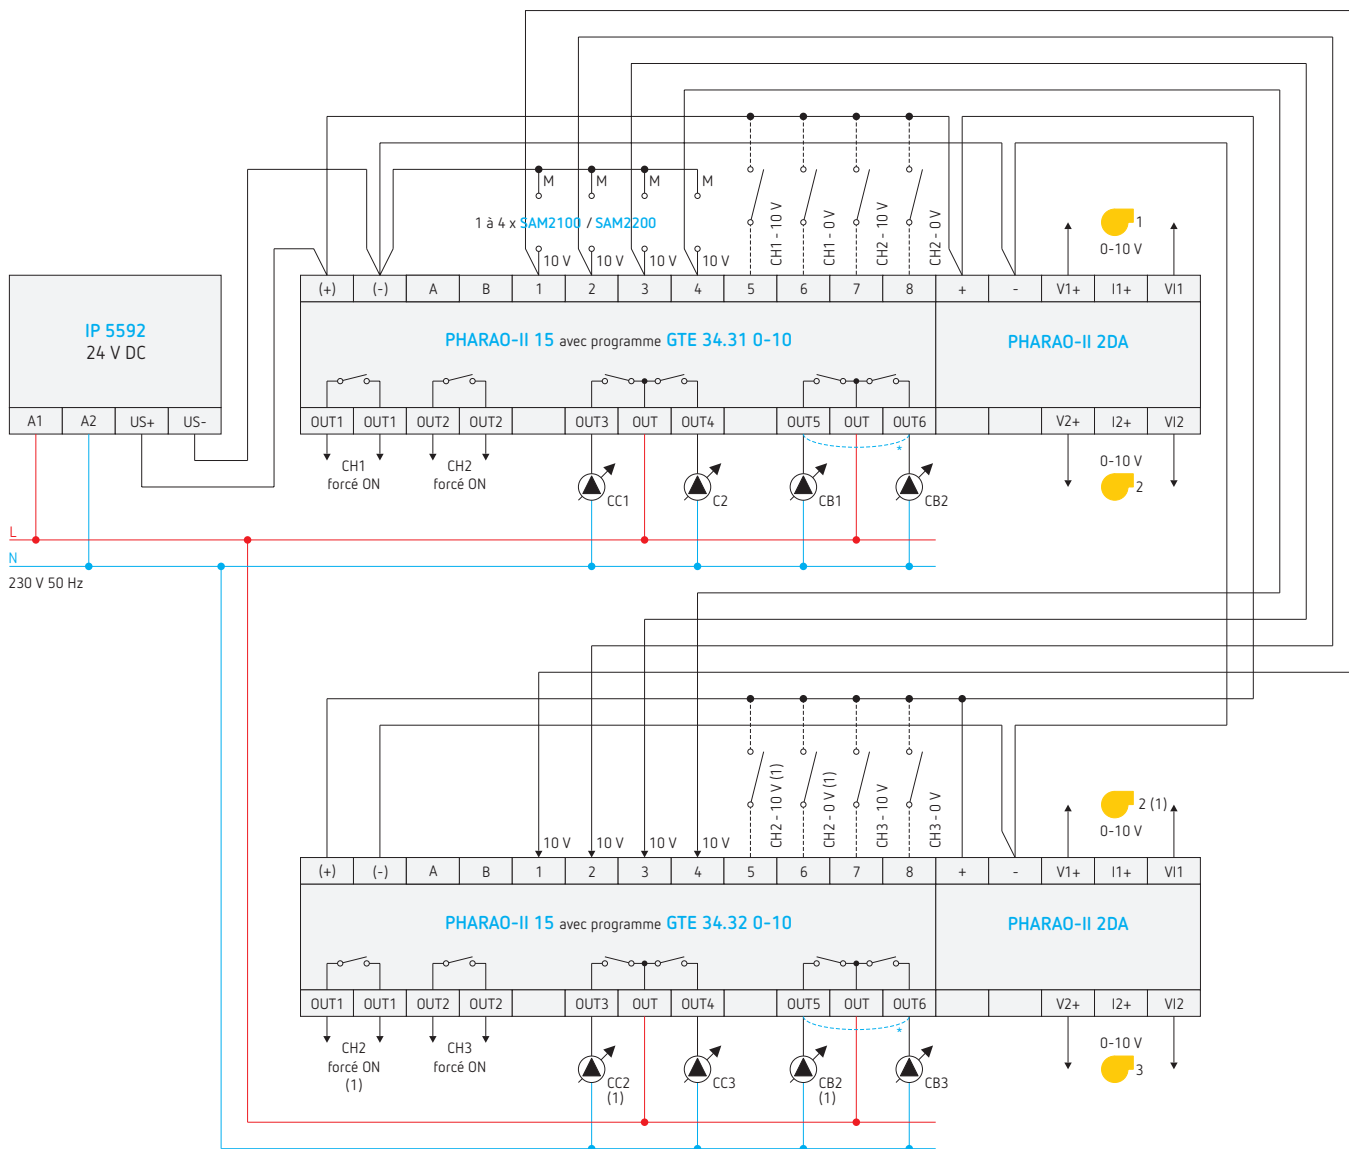 M M M M
1 à 4 x SAM2100 / SAM2200
10 V 10 V 10 V 10 V
CH1 - 10 V
CH1 - 0 V
CH2 - 10 V
CH2 - 0 V
1
0-10 V
(+) (-) A B 1 2 3 4 5 6 7 8 + - V1+ I1+ VI1
IP 5592
24 V DC
PHARAO-II 15 avec programme GTE 34.31 0-10
PHARAO-II 2DA
A1 A2 US+ US-
OUT1 OUT1 OUT2 OUT2 OUT3 OUT OUT4 OUT5 OUT OUT6 V2+ I2+ VI2
*
CH1
forcé ON
CH2
forcé ON
CC1
C2
CB1
CB2
0-10 V
2
L
N
230 V 50 Hz
CH2 - 10 V (1)
CH2 - 0 V (1)
CH3 - 10 V
CH3 - 0 V
2 (1)
0-10 V
10 V 10 V 10 V 10 V
(+) (-) A B 1 2 3 4 5 6 7 8 + - V1+ I1+ VI1
PHARAO-II 15 avec programme GTE 34.32 0-10
PHARAO-II 2DA
OUT1 OUT1 OUT2 OUT2 OUT3 OUT OUT4 OUT5 OUT OUT6 V2+ I2+ VI2
*
CH2
forcé ON
(1)
CH3
forcé ON
CC2
(1)
CC3
CB2
(1)
CB3
0-10 V
3